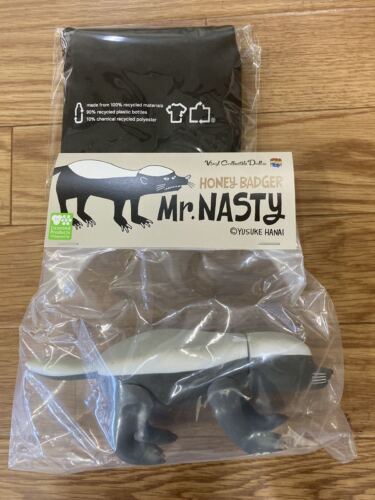 made from 100% recycled materials
90% recycled plastic bottles
10% chemical recycled polyester
Vinyl Collectible Dolls
HONEY BADGER
Mr. NASTY
©YUSUKE HANAI